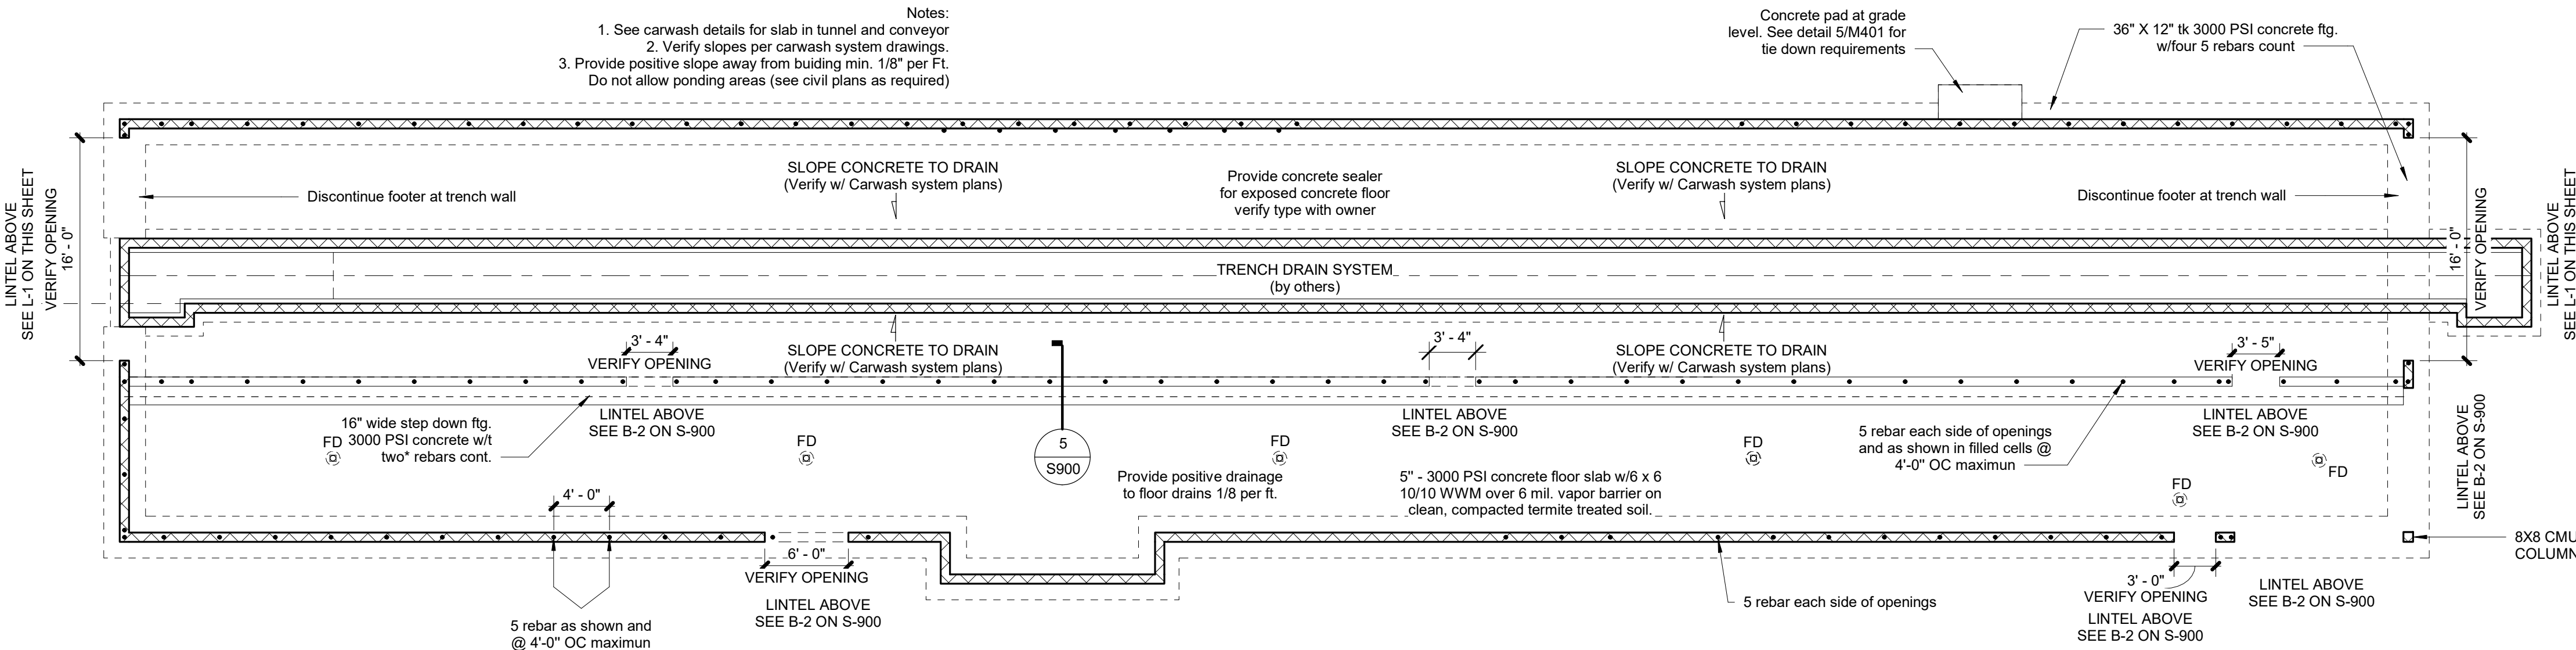 Notes:
1. See carwash details for slab in tunnel and conveyor
2. Verify slopes per carwash system drawings.
3. Provide positive slope away from buiding min. 1/8" per Ft.
Do not allow ponding areas (see civil plans as required)
Concrete pad at grade
level. See detail 5/M401 for
tie down requirements
36" X 12" tk 3000 PSI concrete ftg.
w/four 5 rebars count
LINTEL ABOVE
SEE L-1 ON THIS SHEET
VERIFY OPENING
16' - 0"
Discontinue footer at trench wall
SLOPE CONCRETE TO DRAIN
(Verify w/ Carwash system plans)
Provide concrete sealer
for exposed concrete floor
verify type with owner
SLOPE CONCRETE TO DRAIN
(Verify w/ Carwash system plans)
Discontinue footer at trench wall
16' - 0"
VERIFY OPENING
LINTEL ABOVE
SEE L-1 ON THIS SHEET
TRENCH DRAIN SYSTEM
(by others)
3' - 4"
VERIFY OPENING
SLOPE CONCRETE TO DRAIN
(Verify w/ Carwash system plans)
3' - 4"
SLOPE CONCRETE TO DRAIN
(Verify w/ Carwash system plans)
3' - 5"
VERIFY OPENING
16" wide step down ftg.
3000 PSI concrete w/t
two* rebars cont.
FD
LINTEL ABOVE
SEE B-2 ON S-900
FD
5
S900
FD
LINTEL ABOVE
SEE B-2 ON S-900
FD
5 rebar each side of openings
and as shown in filled cells @
4'-0" OC maximun
LINTEL ABOVE
SEE B-2 ON S-900
FD
FD
LINTEL ABOVE
SEE B-2 ON S-900
Provide positive drainage
to floor drains 1/8 per ft.
5" - 3000 PSI concrete floor slab w/6 x 6
10/10 WWM over 6 mil. vapor barrier on
clean, compacted termite treated soil.
4' - 0"
5 rebar as shown and
@ 4'-0" OC maximun
6' - 0"
VERIFY OPENING
LINTEL ABOVE
SEE B-2 ON S-900
5 rebar each side of openings
3' - 0"
VERIFY OPENING
LINTEL ABOVE
SEE B-2 ON S-900
LINTEL ABOVE
SEE B-2 ON S-900
8X8 CMU
COLUMN